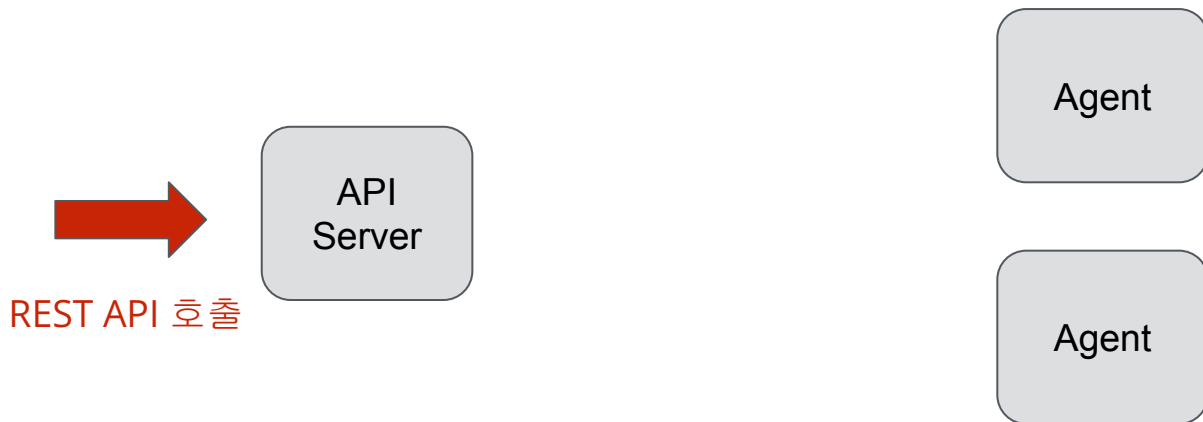 Agent
API
Server
REST API 호출
Agent